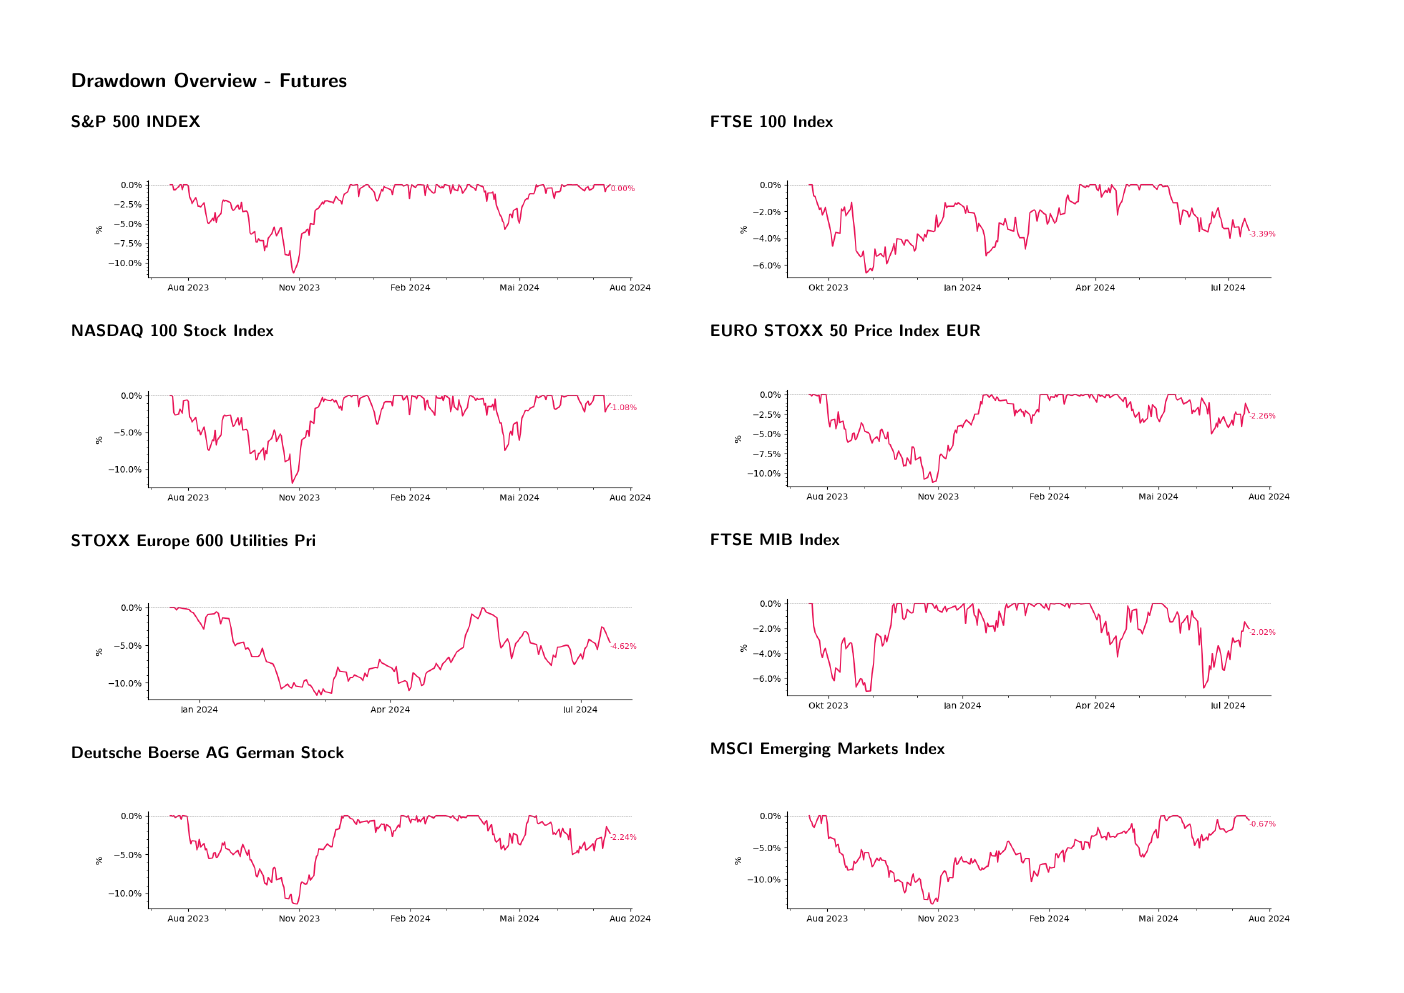 Drawdown Overview - Futures
S&P 500 INDEX
0.0%
−2.5%
−5.0%
−7.5%
−10.0%
%
0.00%
Aug 2023
Nov 2023
Feb 2024
Mai 2024
Aug 2024
FTSE 100 Index
0.0%
−2.0%
−4.0%
−6.0%
%
-3.39%
Okt 2023
Jan 2024
Apr 2024
Jul 2024
NASDAQ 100 Stock Index
0.0%
−5.0%
−10.0%
%
-1.08%
Aug 2023
Nov 2023
Feb 2024
Mai 2024
Aug 2024
EURO STOXX 50 Price Index EUR
0.0%
−2.5%
−5.0%
−7.5%
−10.0%
%
-2.26%
Aug 2023
Nov 2023
Feb 2024
Mai 2024
Aug 2024
STOXX Europe 600 Utilities Pri
0.0%
−5.0%
−10.0%
%
-4.62%
Jan 2024
Apr 2024
Jul 2024
FTSE MIB Index
0.0%
−2.0%
−4.0%
−6.0%
%
-2.02%
Okt 2023
Jan 2024
Apr 2024
Jul 2024
Deutsche Boerse AG German Stock
0.0%
−5.0%
−10.0%
%
-2.24%
Aug 2023
Nov 2023
Feb 2024
Mai 2024
Aug 2024
MSCI Emerging Markets Index
0.0%
−5.0%
−10.0%
%
-0.67%
Aug 2023
Nov 2023
Feb 2024
Mai 2024
Aug 2024